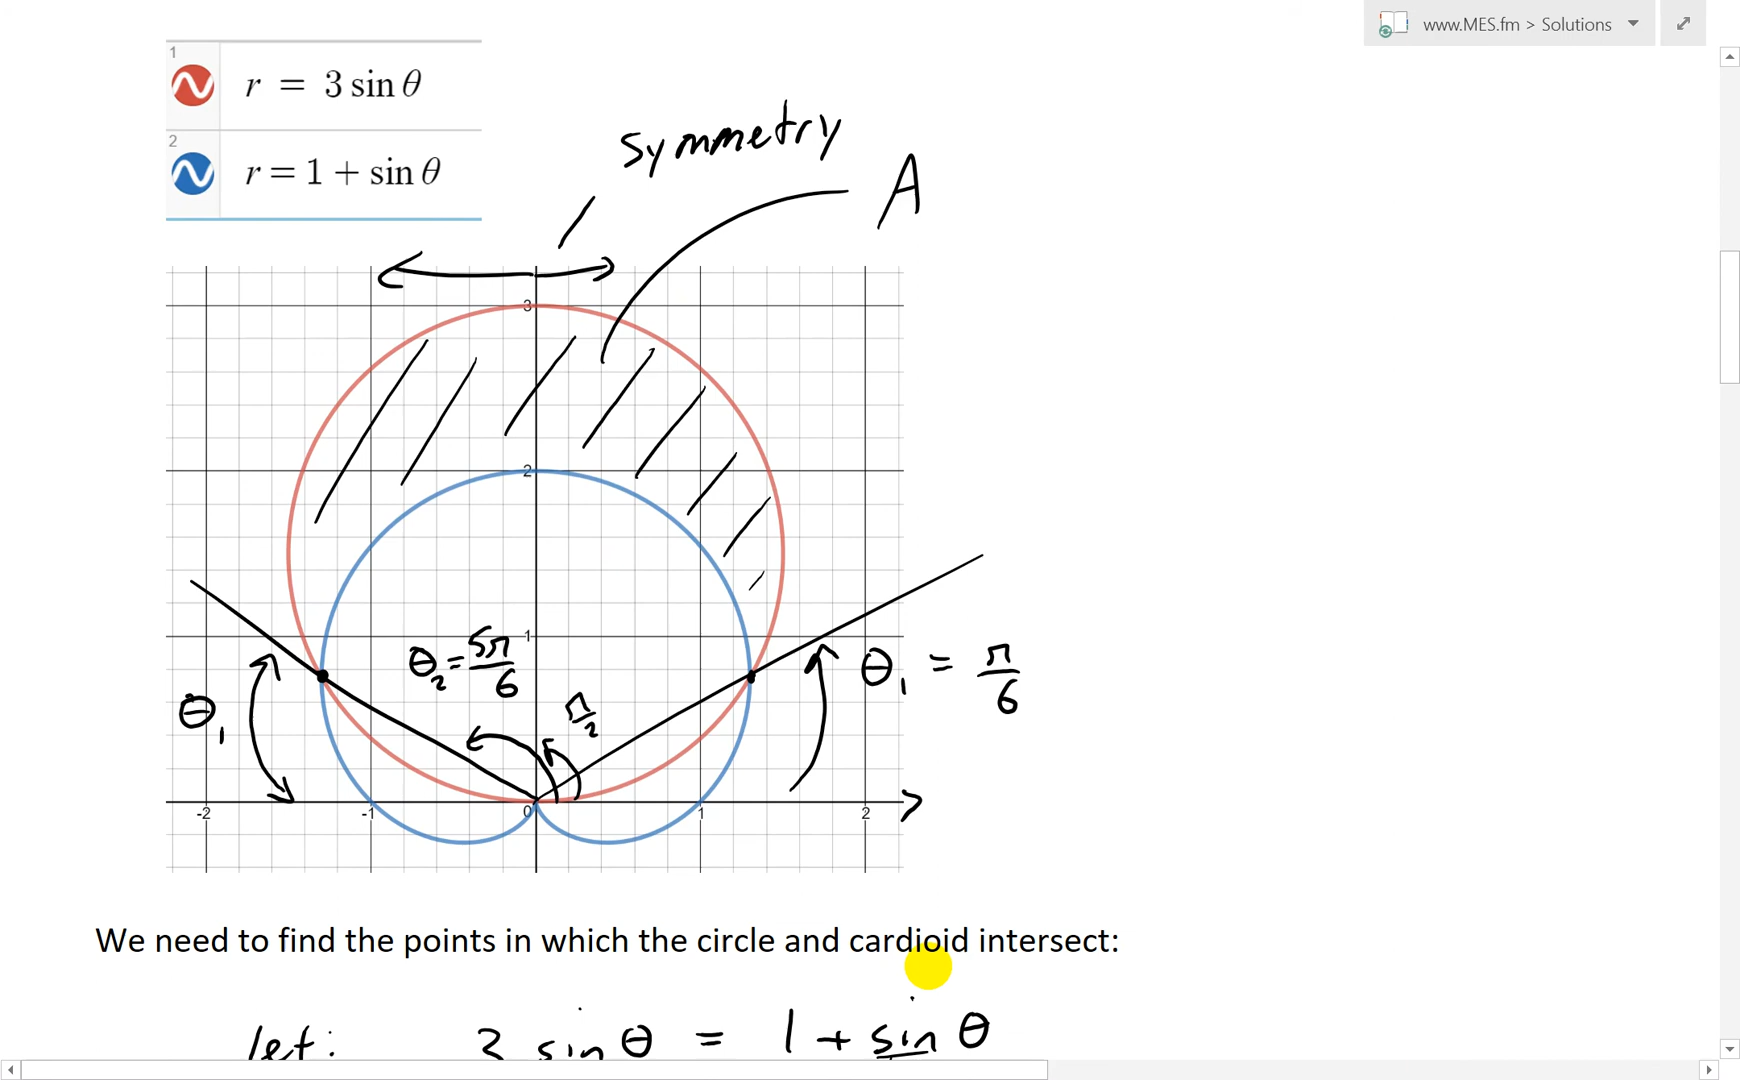 www.MES.fm > Solutions
1
r = 3 sin θ
2
r = 1 + sin θ
symmetry
A
3
2
1
θ₂ = 5π/6
π/2
θ₁ = π/6
θ₁
-2 -1 0 1 2
We need to find the points in which the circle and cardioid intersect:
let: 3 sin θ = 1 + sin θ